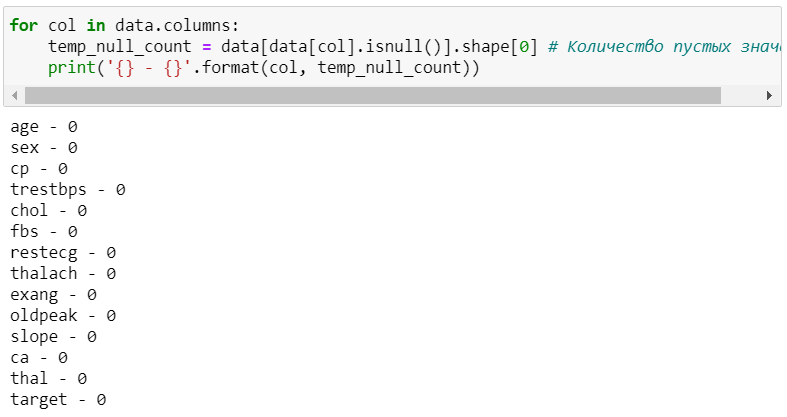 for col in data.columns:
    temp_null_count = data[data[col].isnull()].shape[0] # Количество пустых
    print('{} - {}'.format(col, temp_null_count))
age - 0
sex - 0
cp - 0
trestbps - 0
chol - 0
fbs - 0
restecg - 0
thalach - 0
exang - 0
oldpeak - 0
slope - 0
ca - 0
thal - 0
target - 0